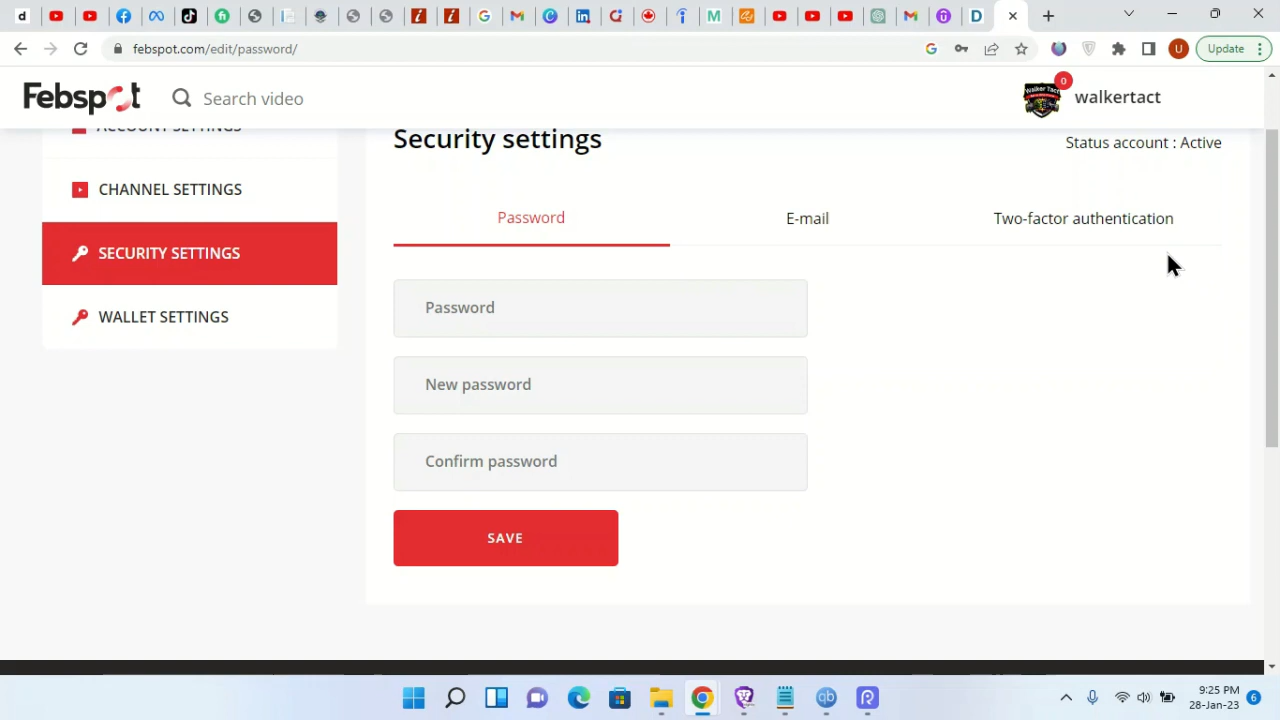 febspot.com/edit/password/
U
Update
Febspot
Search video
0
walkertact
ACCOUNT SETTINGS
CHANNEL SETTINGS
SECURITY SETTINGS
WALLET SETTINGS
Security settings
Status account : Active
Password
E-mail
Two-factor authentication
Password
New password
Confirm password
SAVE
9:25 PM
28-Jan-23
6